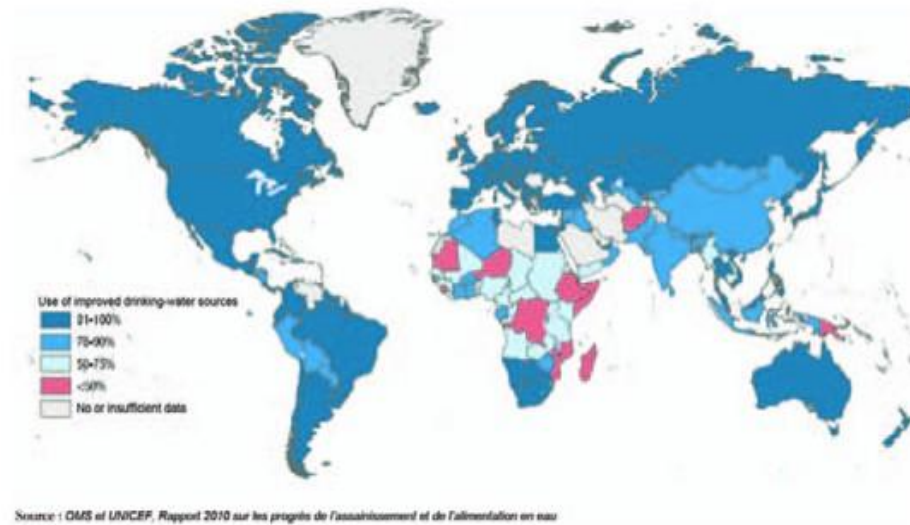 Use of improved drinking-water sources
91-100%
76-90%
50-75%
<50%
No or insufficient data
Source : OMS et UNICEF, Rapport 2010 sur les progrès de l'assainissement et de l'alimentation en eau